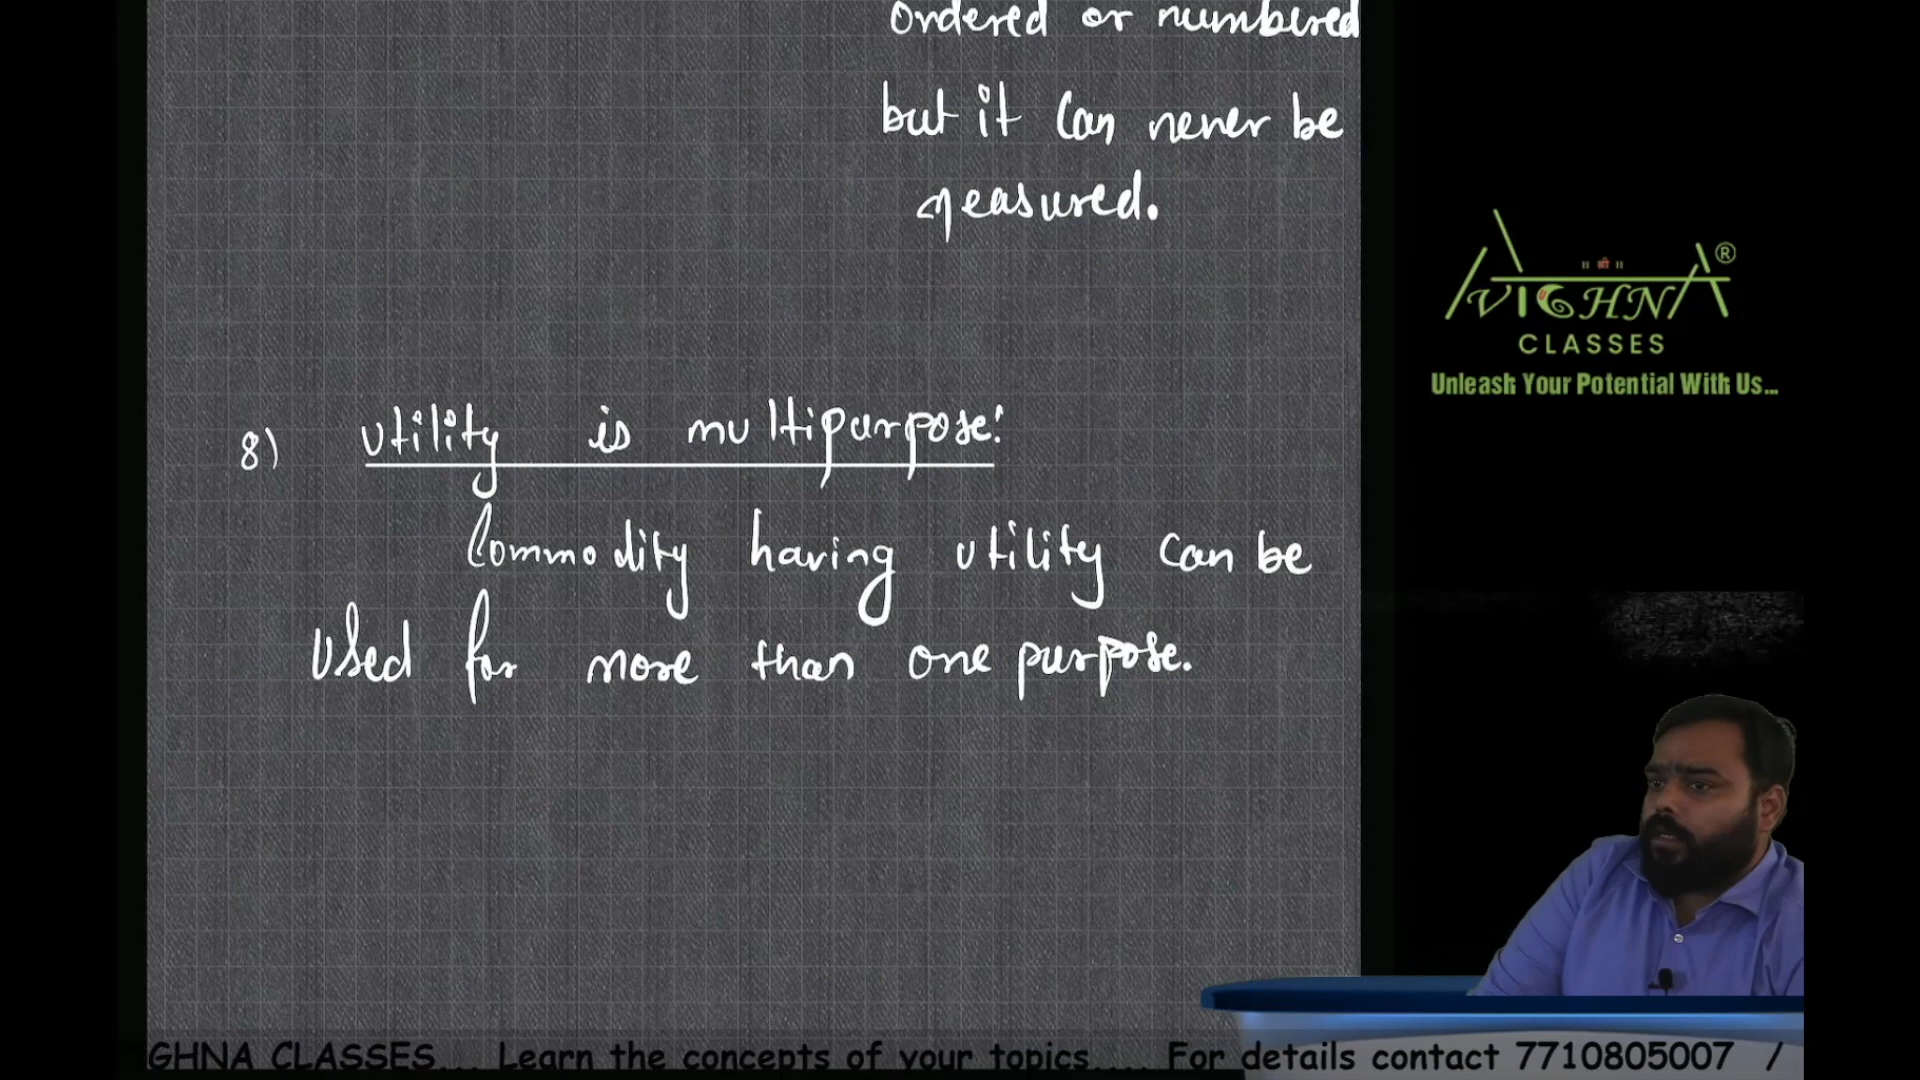 ordered or numbered
but it can never be
measured.
8) utility is multipurpose:
Commodity having utility can be
used for more than one purpose.
AVIGHNA ®
CLASSES
Unleash Your Potential With Us...
GHNA CLASSES... Learn the concepts of your topics.... For details contact 7710805007 /